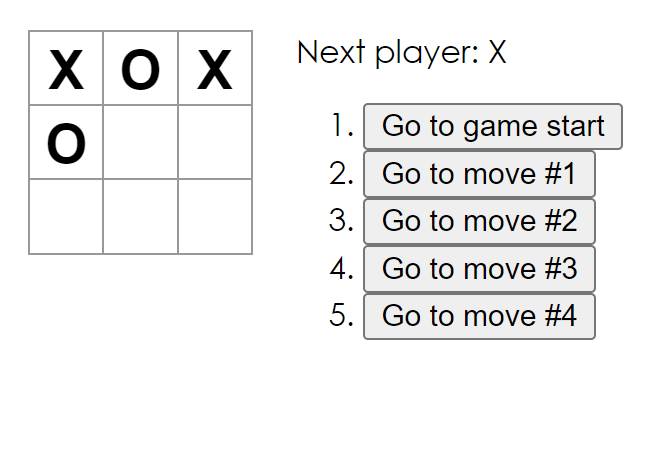 X O X
O
Next player: X
1. Go to game start
2. Go to move #1
3. Go to move #2
4. Go to move #3
5. Go to move #4